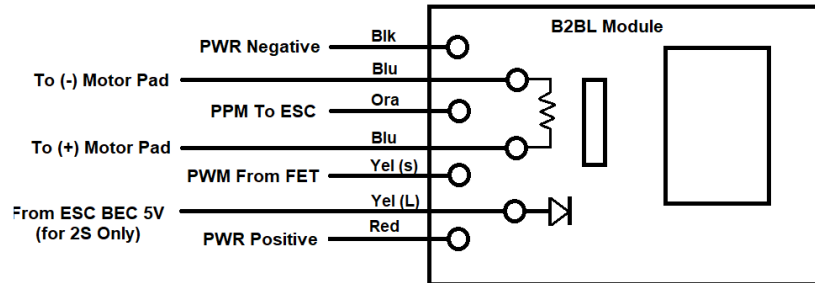 B2BL Module
PWR Negative Blk
To (-) Motor Pad Blu
PPM To ESC Ora
To (+) Motor Pad Blu
PWM From FET Yel (s)
From ESC BEC 5V Yel (L)
(for 2S Only)
PWR Positive Red